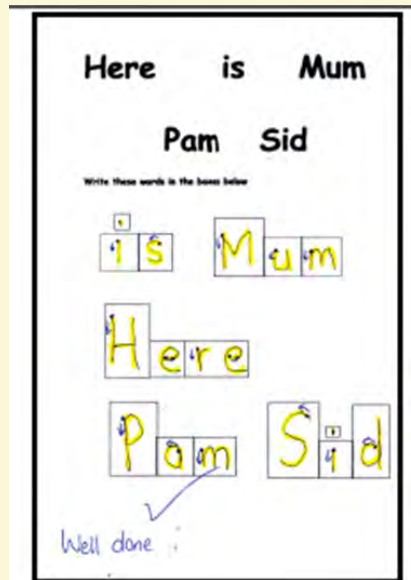 Here is Mum
Pam Sid
Write these words in the boxes below
is Mum
Here
Pam Sid
Well done